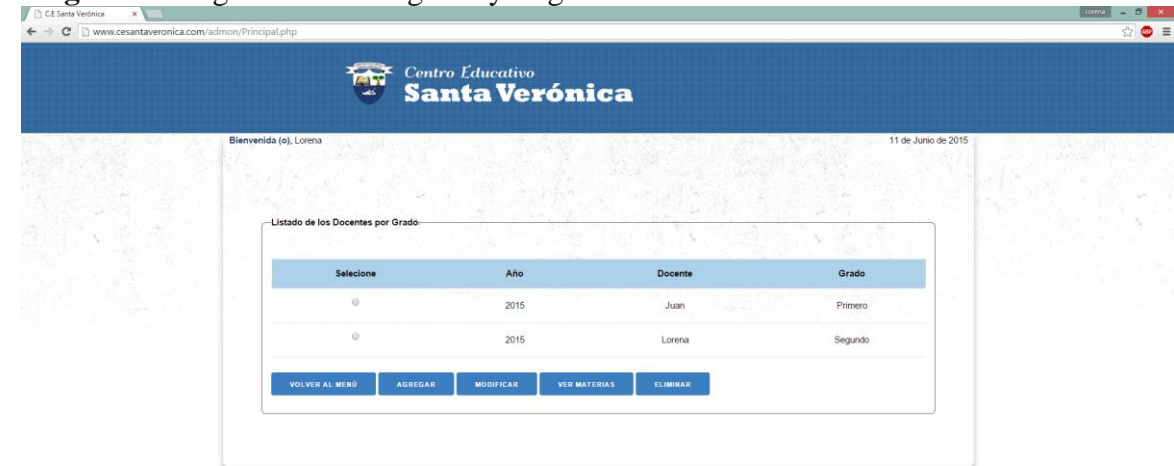 C.E Santa Verónica
Lorena
www.cesantaveronica.com/admon/Principal.php
ABP
Centro Educativo
Santa Verónica
Bienvenida (o), Lorena 11 de Junio de 2015
Listado de los Docentes por Grado
Selecione Año Docente Grado
2015 Juan Primero
2015 Lorena Segundo
VOLVER AL MENÚ AGREGAR MODIFICAR VER MATERIAS ELIMINAR